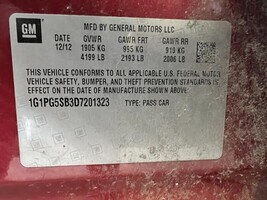 GM
MFD BY GENERAL MOTORS LLC
12/12 GVWR GAWR FRT GAWR RR
1905 KG 995 KG 910 KG
4199 LB 2193 LB 2006 LB
THIS VEHICLE CONFORMS TO ALL APPLICABLE U.S. FEDERAL MOTOR
VEHICLE SAFETY, BUMPER, AND THEFT PREVENTION STANDARDS
IN EFFECT ON THE DATE OF MANUFACTURE SHOWN ABOVE.
1G1PG5SB3D7201323 TYPE: PASS CAR